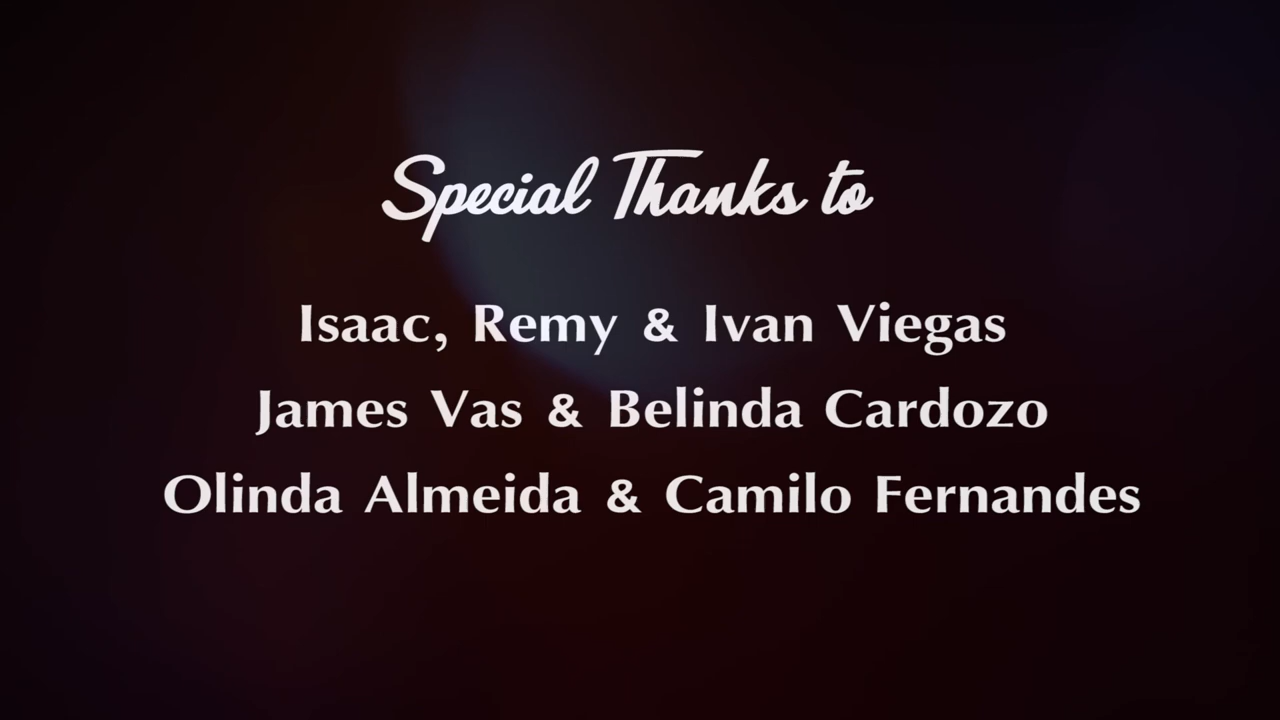 Special Thanks to
Isaac, Remy & Ivan Viegas
James Vas & Belinda Cardozo
Olinda Almeida & Camilo Fernandes